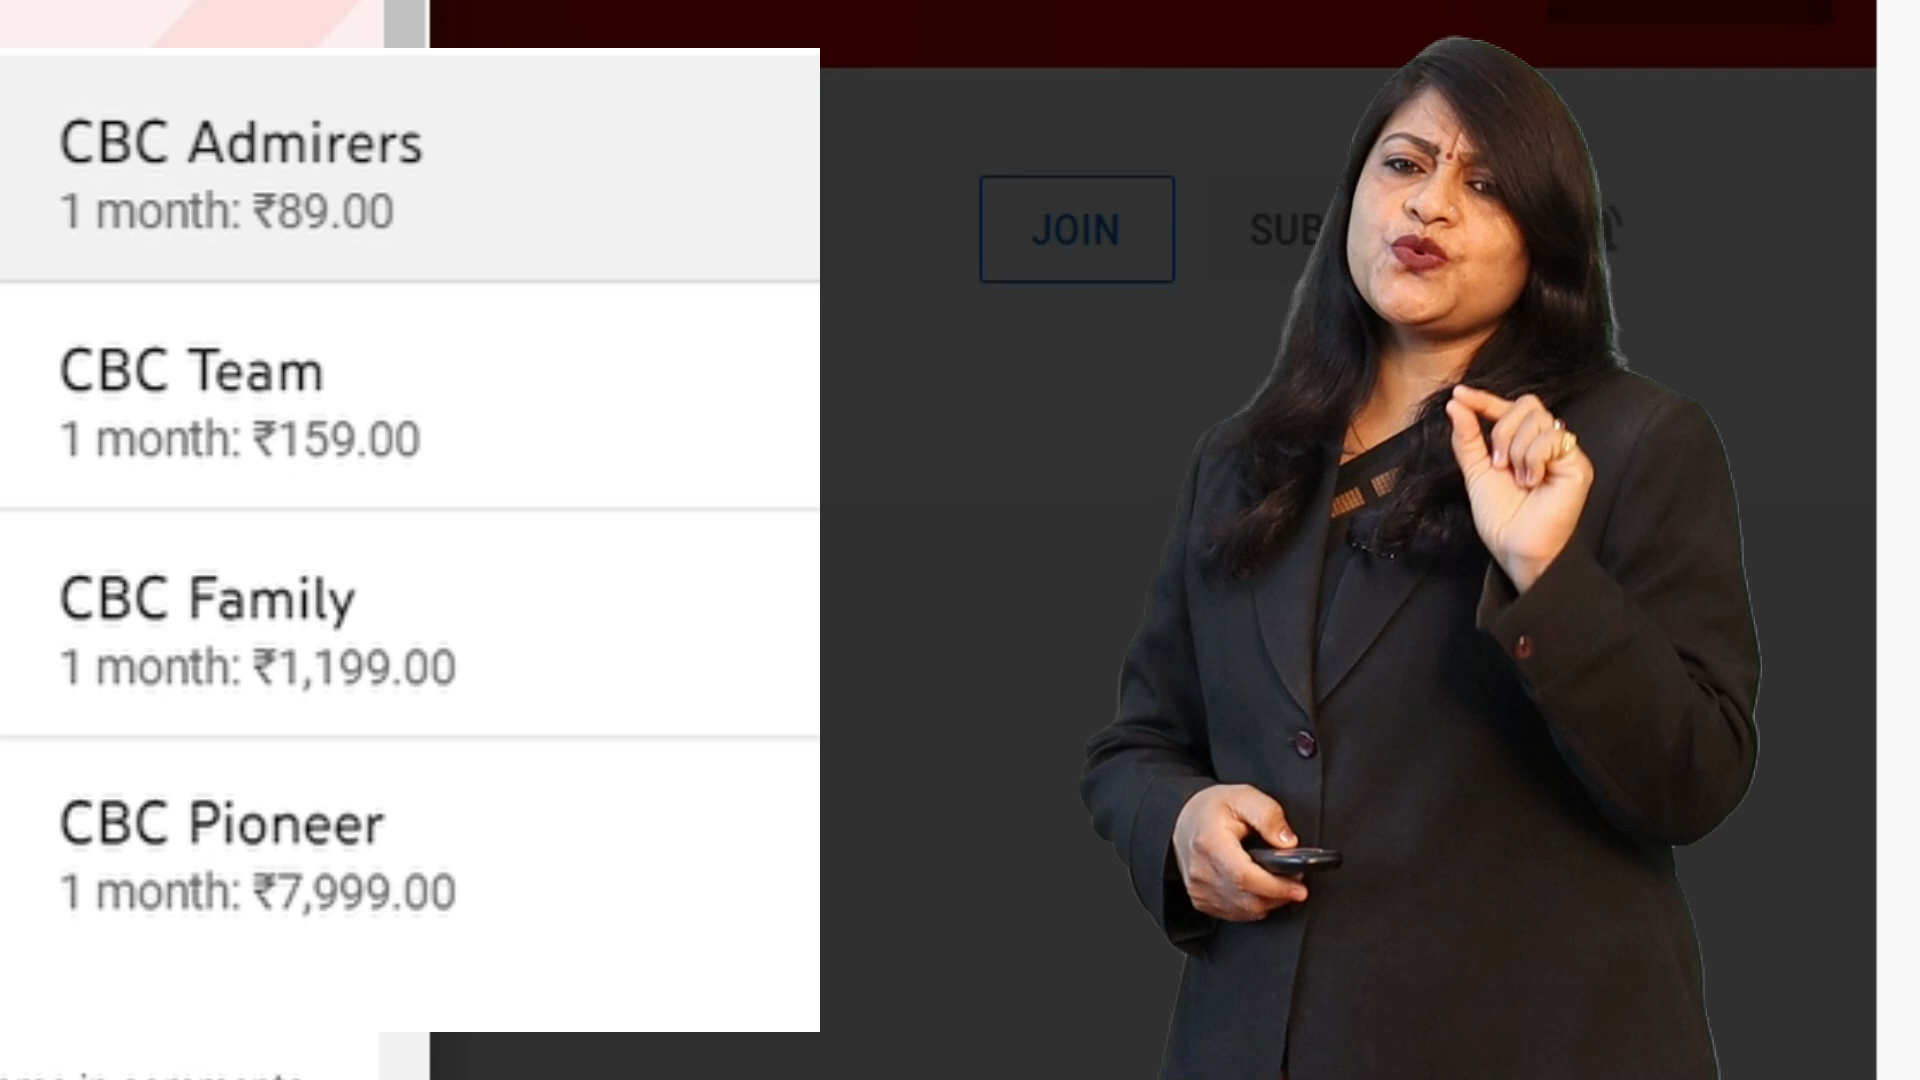 CBC Admirers
1 month: ₹89.00
CBC Team
1 month: ₹159.00
CBC Family
1 month: ₹1,199.00
CBC Pioneer
1 month: ₹7,999.00
JOIN